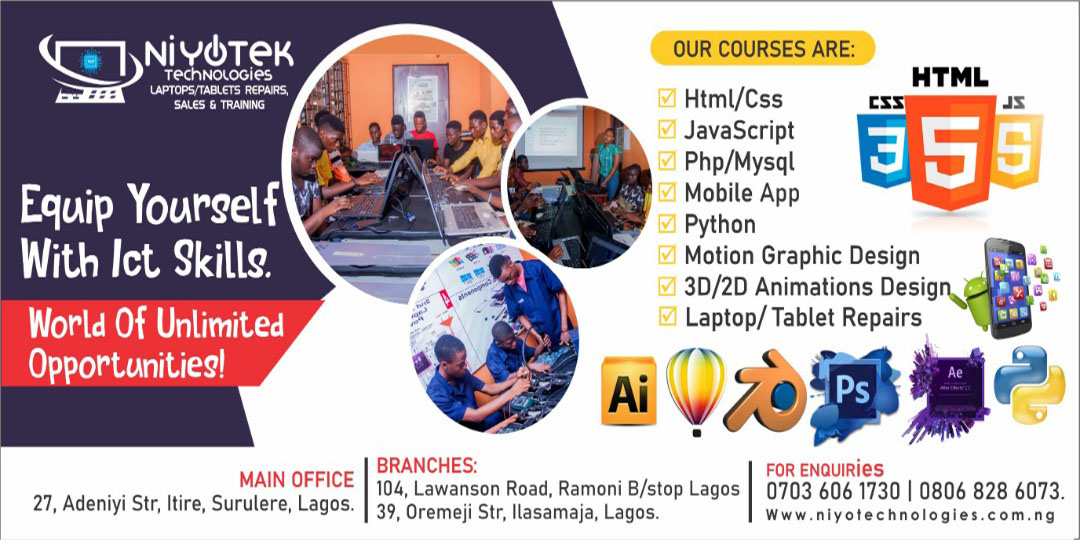 NiYOTEK
TECHNOLOGIES
LAPTOPS/TABLETS REPAIRS,
SALES & TRAINING
Equip Yourself
With Ict Skills.
World Of Unlimited
Opportunities!
OUR COURSES ARE:
Html/Css
JavaScript
Php/Mysql
Mobile App
Python
Motion Graphic Design
3D/2D Animations Design
Laptop/ Tablet Repairs
HTML
CSS
JS
3
5
S
Ai
Ps
Ae
MAIN OFFICE
27, Adeniyi Str, Itire, Surulere, Lagos.
BRANCHES:
104, Lawanson Road, Ramoni B/stop Lagos
39, Oremeji Str, Ilasamaja, Lagos.
FOR ENQUIRies
0703 606 1730 | 0806 828 6073.
Www.niyotechnologies.com.ng